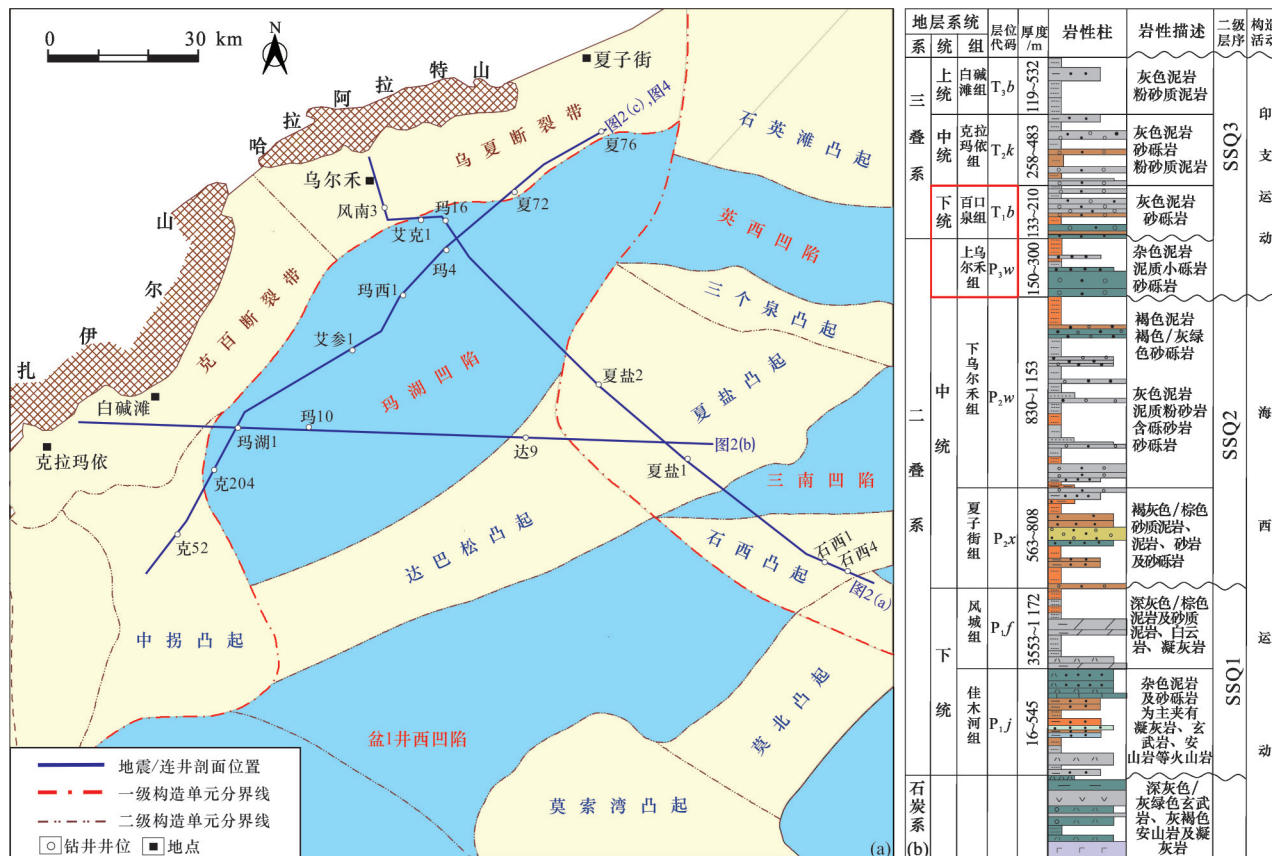 0
30 km
N
夏子街
哈拉阿拉特山
图2(c),图4
夏76
乌夏断裂带
石英滩凸起
乌尔禾
风南3
玛16
夏72
艾克1
英西凹陷
玛4
玛西1
三个泉凸起
扎伊尔山
克百断裂带
艾参1
玛湖凹陷
夏盐2
夏盐凸起
白碱滩
玛10
玛湖1
达9
图2(b)
克拉玛依
夏盐1
三南凹陷
克204
克52
达巴松凸起
石西凸起
石西1
石西4
图2(a)
中拐凸起
莫北凸起
盆1井西凹陷
莫索湾凸起
地震/连井剖面位置
一级构造单元分界线
二级构造单元分界线
钻井井位
地点
(a)
地层系统
系
统
组
层位
代码
厚度
/m
岩性柱
岩性描述
二级
层序
构造
活动
三叠系
上统
白碱
滩组
T₃b
119~532
灰色泥岩
粉砂质泥岩
中统
克拉
玛依
组
T₂k
258~483
灰色泥岩
砂砾岩
粉砂质泥岩
下统
百口
泉组
T₁b
133~210
灰色泥岩
砂砾岩
SSQ3
印支运动
二叠系
上乌
尔禾
组
P₃w
150~300
杂色泥岩
泥质小砾岩
砂砾岩
中统
下乌尔禾组
P₂w
830~1 153
褐色泥岩
褐色/灰绿
色砂砾岩
灰色泥岩
泥质粉砂岩
含砾砂岩
砂砾岩
SSQ2
夏子街组
P₂x
563~808
褐灰色/棕色
砂质泥岩、
泥岩、砂岩
及砂砾岩
海西运动
下统
风城组
P₁f
3553~1 172
深灰色/棕色
泥岩及砂质
泥岩、白云
岩、凝灰岩
SSQ1
佳木河组
P₁j
16~545
杂色泥岩
及砂砾岩
为主夹有
凝灰岩、玄
武岩、安
山岩等火山岩
石炭系
深灰色/
灰绿色玄武
岩、灰褐色
安山岩及凝
灰岩
(b)